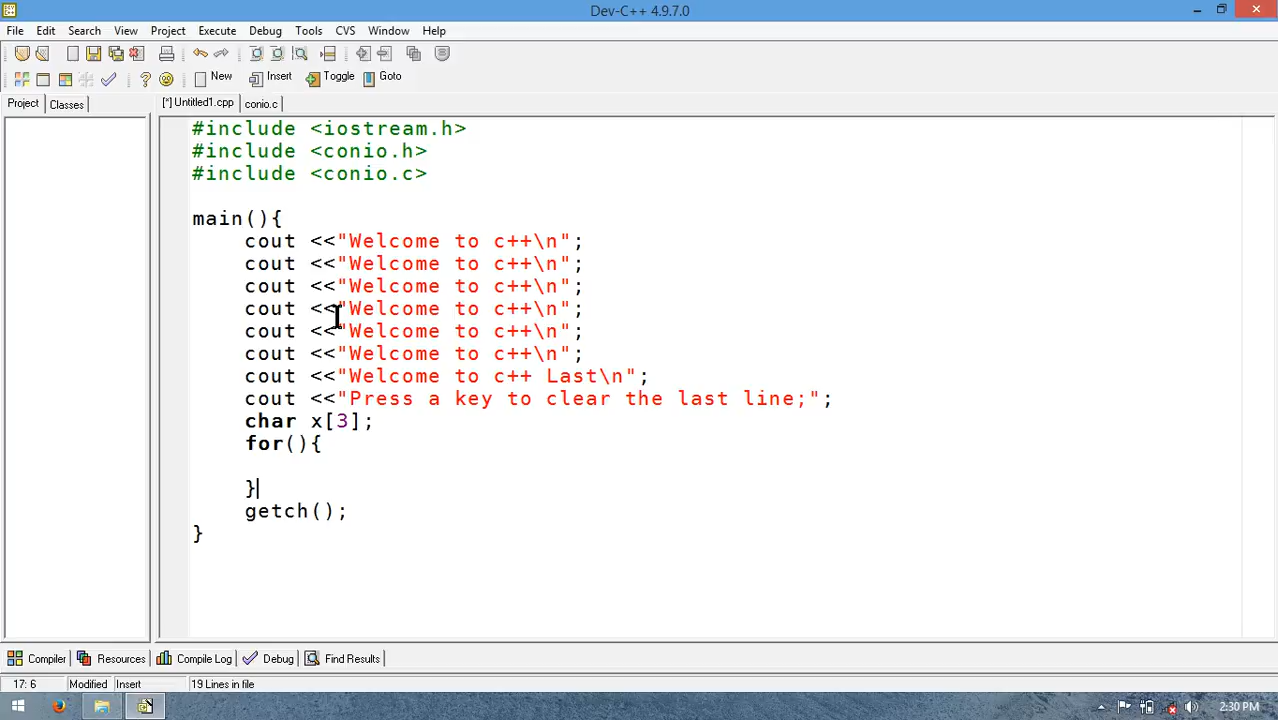 Dev-C++ 4.9.7.0
File Edit Search View Project Execute Debug Tools CVS Window Help
New Insert Toggle Goto
Project Classes [*] Untitled1.cpp conio.c
#include <iostream.h>
#include <conio.h>
#include <conio.c>
main(){
cout <<"Welcome to c++\n";
cout <<"Welcome to c++\n";
cout <<"Welcome to c++\n";
cout <<"Welcome to c++\n";
cout <<"Welcome to c++\n";
cout <<"Welcome to c++\n";
cout <<"Welcome to c++ Last\n";
cout <<"Press a key to clear the last line;";
char x[3];
for(){
}
getch();
}
Compiler Resources Compile Log Debug Find Results
17: 6 Modified Insert 19 Lines in file
2:30 PM